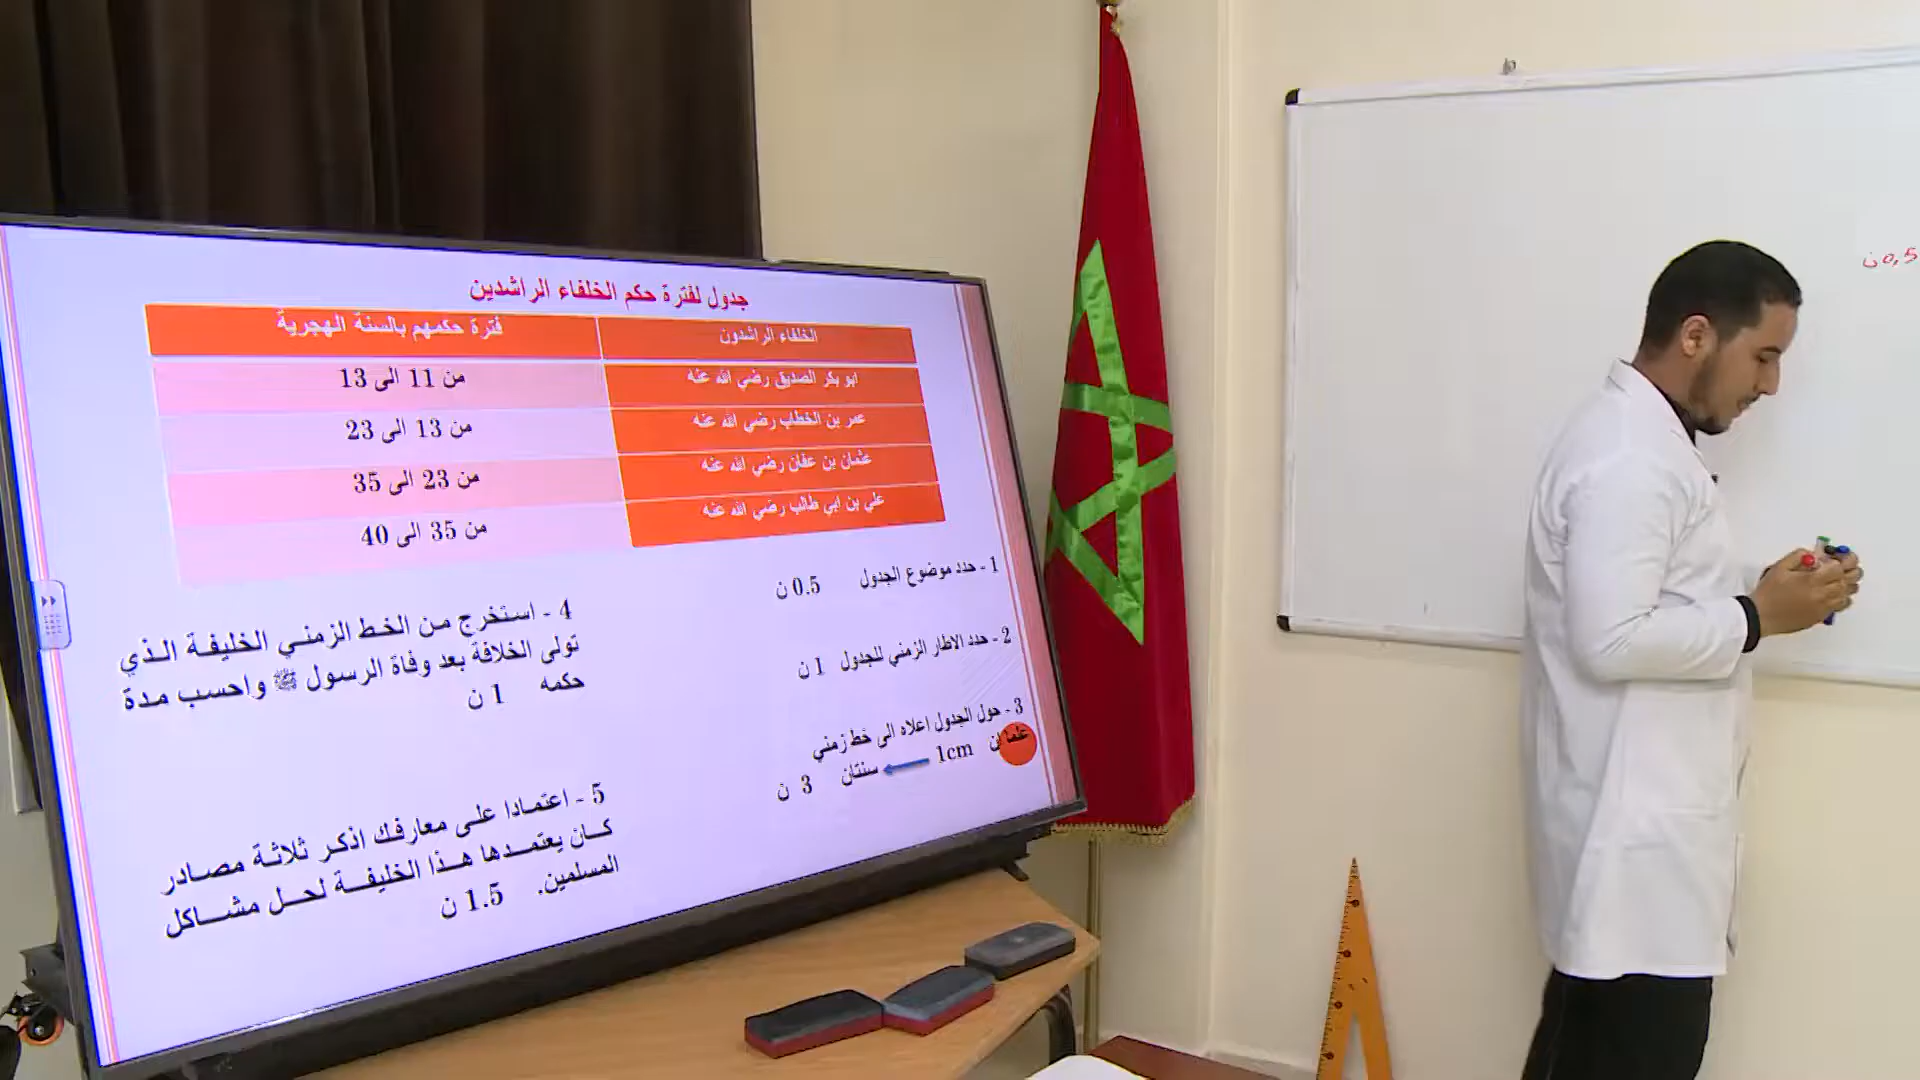 جدول لفترة حكم الخلفاء الراشدين
الخلفاء الراشدون فترة حكمهم بالسنة الهجرية
ابو بكر الصديق رضي الله عنه من 11 الى 13
عمر بن الخطاب رضي الله عنه من 13 الى 23
عثمان بن عفان رضي الله عنه من 23 الى 35
علي بن ابي طالب رضي الله عنه من 35 الى 40
1 - حدد موضوع الجدول 0.5 ن
2 - حدد الاطار الزمني للجدول 1 ن
3 - حول الجدول اعلاه الى خط زمني
علما ان 1cm سنتان 3 ن
4 - استخرج من الخط الزمني الخليفة الذي
تولى الخلافة بعد وفاة الرسول ﷺ واحسب مدة
حكمه 1 ن
5 - اعتمادا على معارفك اذكر ثلاثة مصادر
كان يعتمدها هذا الخليفة لحل مشاكل
المسلمين. 1.5 ن
0,5 ن